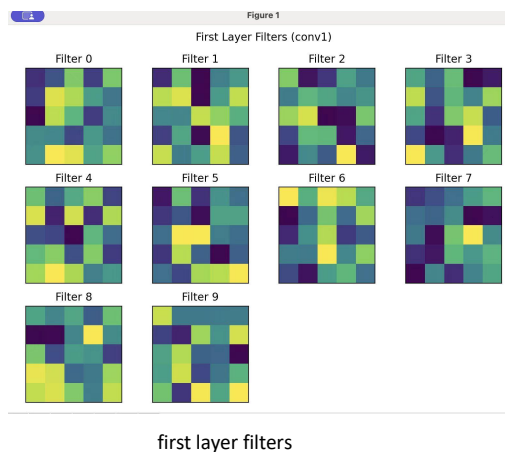 Figure 1
First Layer Filters (conv1)
Filter 0 Filter 1 Filter 2 Filter 3
Filter 4 Filter 5 Filter 6 Filter 7
Filter 8 Filter 9
first layer filters